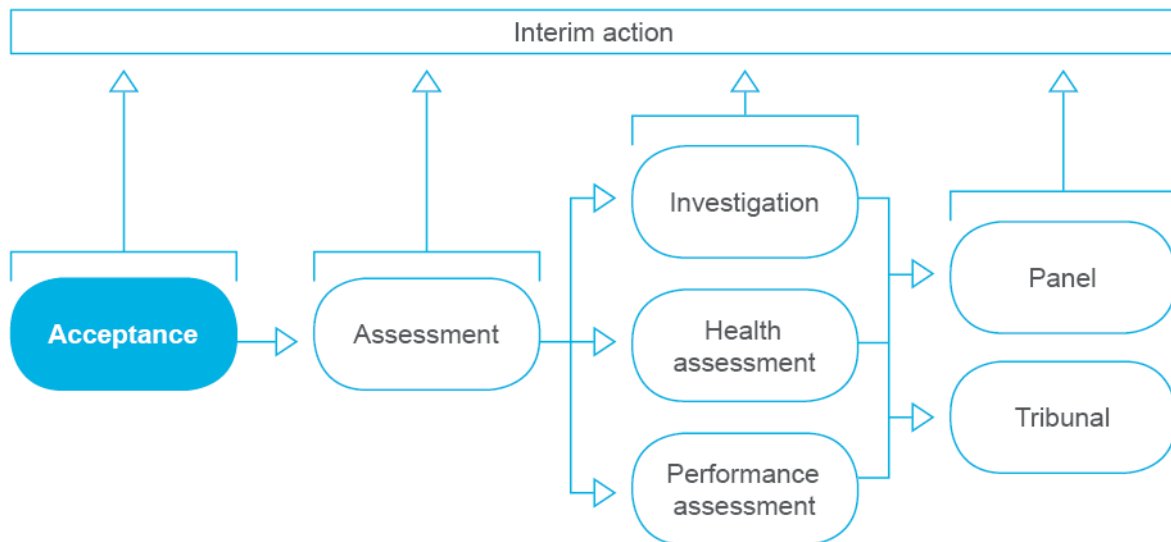 Interim action
Acceptance
Assessment
Investigation
Health
assessment
Performance
assessment
Panel
Tribunal